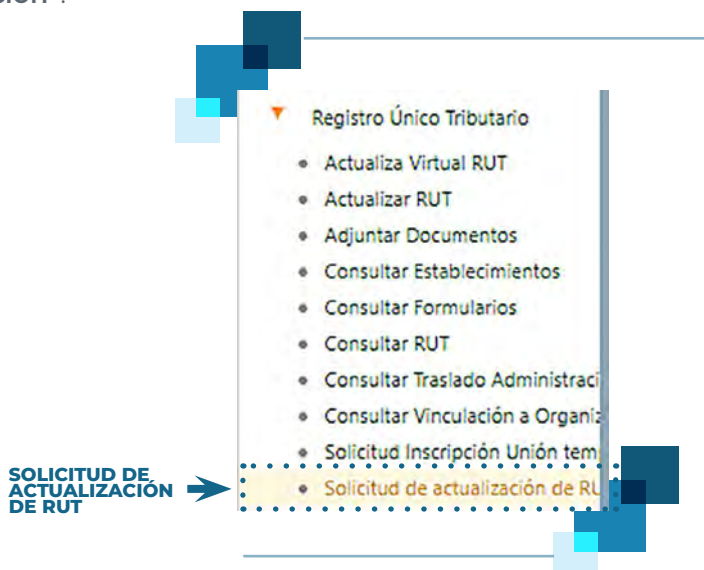 Registro Único Tributario
Actualiza Virtual RUT
Actualizar RUT
Adjuntar Documentos
Consultar Establecimientos
Consultar Formularios
Consultar RUT
Consultar Traslado Administraci
Consultar Vinculación a Organiz
Solicitud Inscripción Unión tem
Solicitud de actualización de RU
SOLICITUD DE
ACTUALIZACIÓN
DE RUT